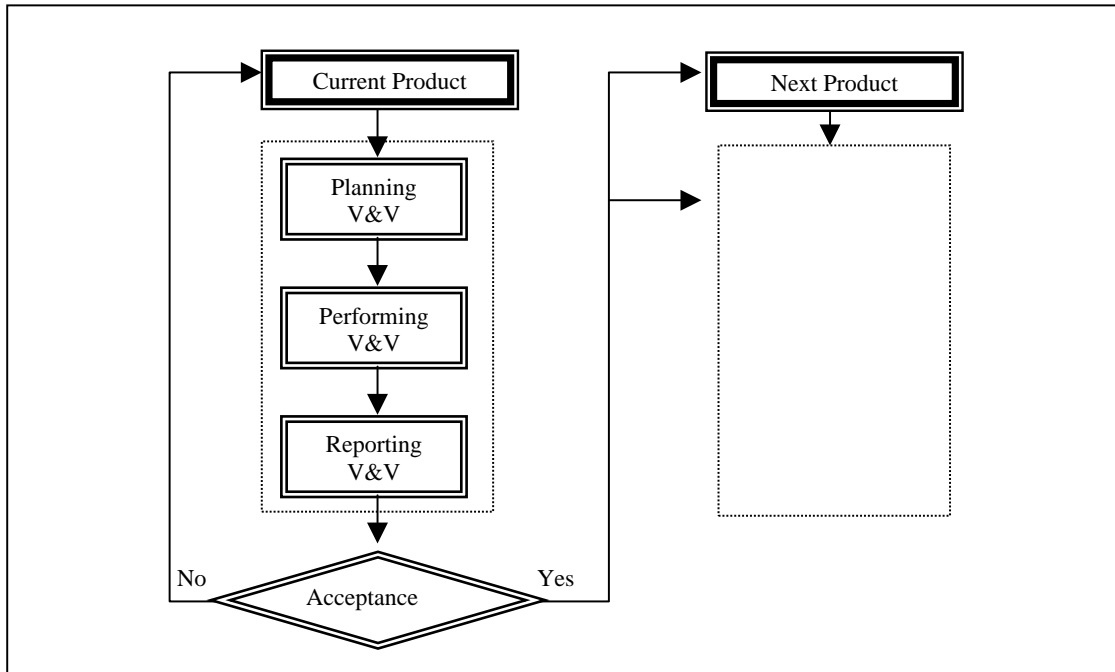 Current Product
Next Product
Planning
V&V
Performing
V&V
Reporting
V&V
No
Yes
Acceptance